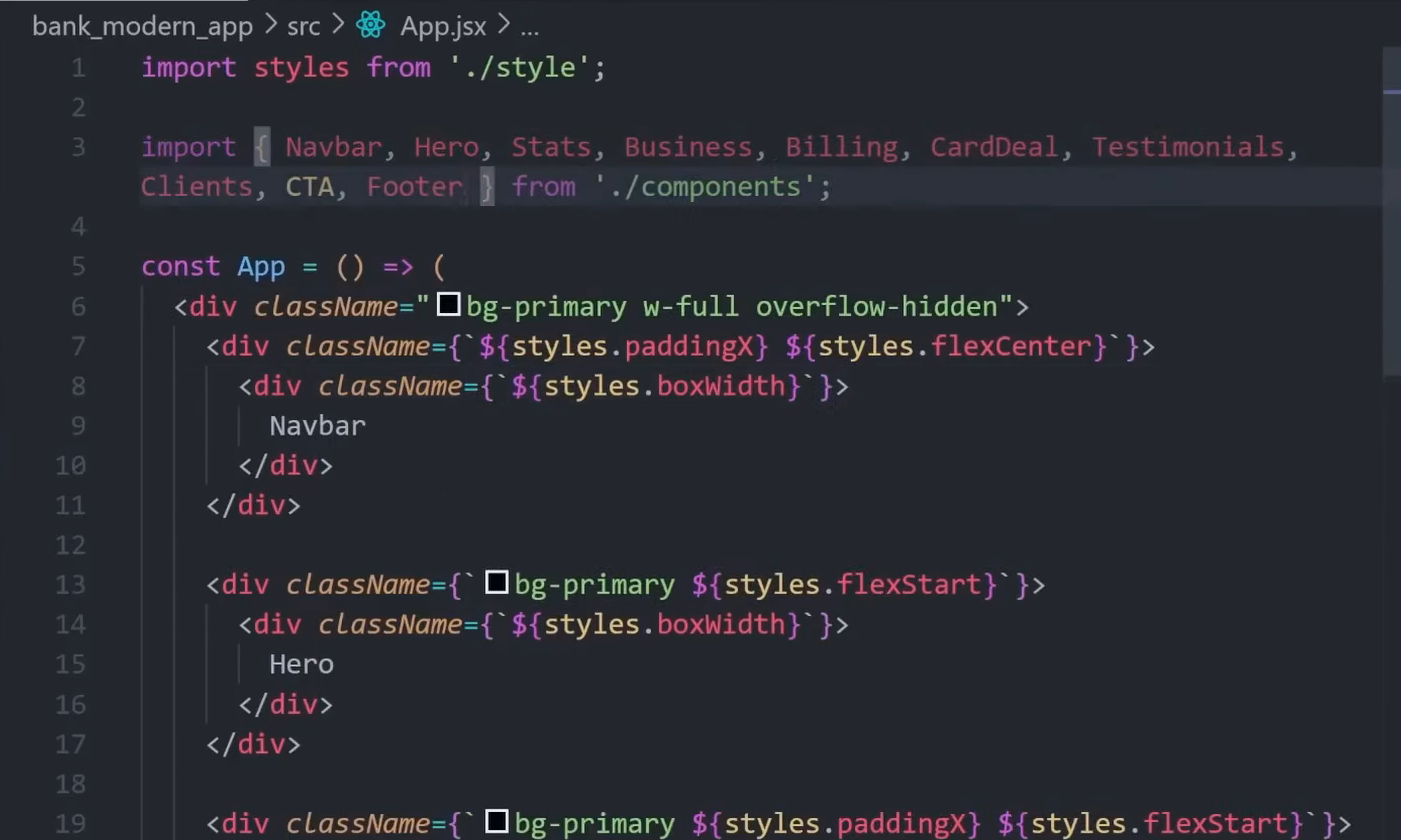 bank_modern_app > src > App.jsx > ...
1 import styles from './style';
2
3 import { Navbar, Hero, Stats, Business, Billing, CardDeal, Testimonials,
Clients, CTA, Footer } from './components';
4
5 const App = () => (
6   <div className="bg-primary w-full overflow-hidden">
7     <div className={`${styles.paddingX} ${styles.flexCenter}`}>
8       <div className={`${styles.boxWidth}`}>
9         Navbar
10       </div>
11     </div>
12
13     <div className={`bg-primary ${styles.flexStart}`}>
14       <div className={`${styles.boxWidth}`}>
15         Hero
16       </div>
17     </div>
18
19     <div className={`bg-primary ${styles.paddingX} ${styles.flexStart}`}>